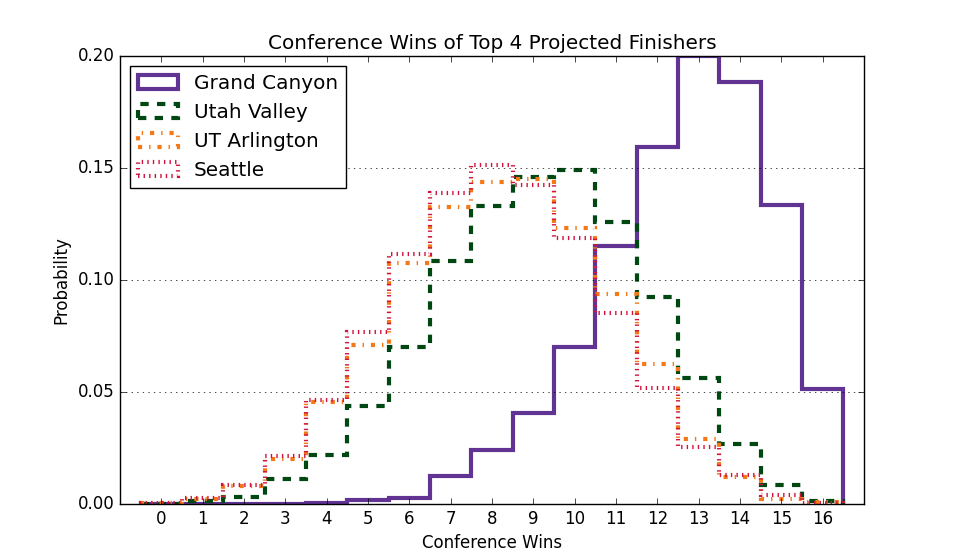 Conference Wins of Top 4 Projected Finishers
Grand Canyon
Utah Valley
UT Arlington
Seattle
0.20
0.15
0.10
0.05
0.00
Probability
0 1 2 3 4 5 6 7 8 9 10 11 12 13 14 15 16
Conference Wins